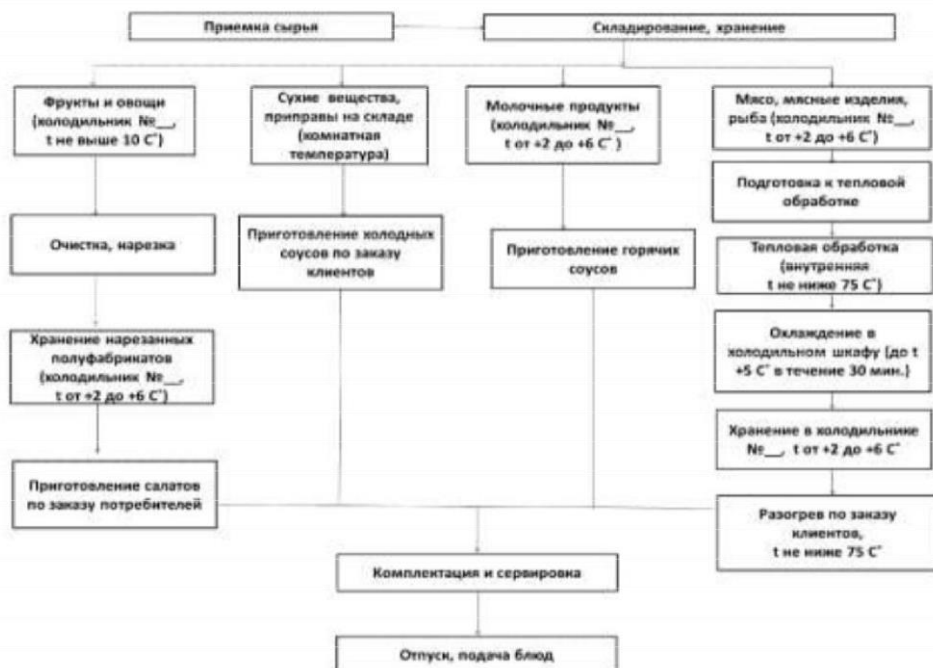 Приемка сырья
Складирование, хранение
Фрукты и овощи
(холодильник №__,
t не выше 10 С˚)
Сухие вещества,
приправы на складе
(комнатная
температура)
Молочные продукты
(холодильник №__,
t от +2 до +6 С˚ )
Мясо, мясные изделия,
рыба (холодильник №__,
t от +2 до +6 С˚)
Очистка, нарезка
Приготовление холодных
соусов по заказу
клиентов
Приготовление горячих
соусов
Подготовка к тепловой
обработке
Тепловая обработка
(внутренняя
t не ниже 75 С˚)
Хранение нарезанных
полуфабрикатов
(холодильник №__,
t от +2 до +6 С˚)
Охлаждение в
холодильном шкафу (до t
+5 С˚ в течение 30 мин.)
Хранение в холодильнике
№__, t от +2 до +6 С˚
Приготовление салатов
по заказу потребителей
Разогрев по заказу
клиентов,
t не ниже 75 С˚
Комплектация и сервировка
Отпуск, подача блюд